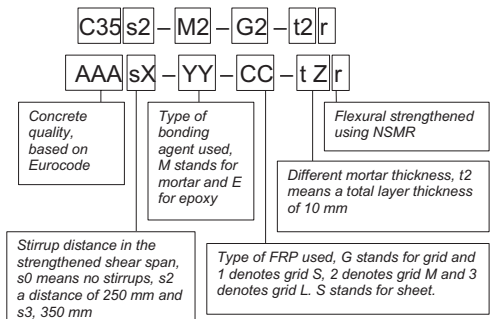 C35 s2 – M2 – G2 – t2 r
AAA sX – YY – CC – t Z r
Concrete
quality,
based on
Eurocode
Type of
bonding
agent used,
M stands for
mortar and E
for epoxy
Flexural strengthened
using NSMR
Different mortar thickness, t2
means a total layer thickness
of 10 mm
Stirrup distance in the
strengthened shear span,
s0 means no stirrups, s2
a distance of 250 mm and
s3, 350 mm
Type of FRP used, G stands for grid and
1 denotes grid S, 2 denotes grid M and 3
denotes grid L. S stands for sheet.